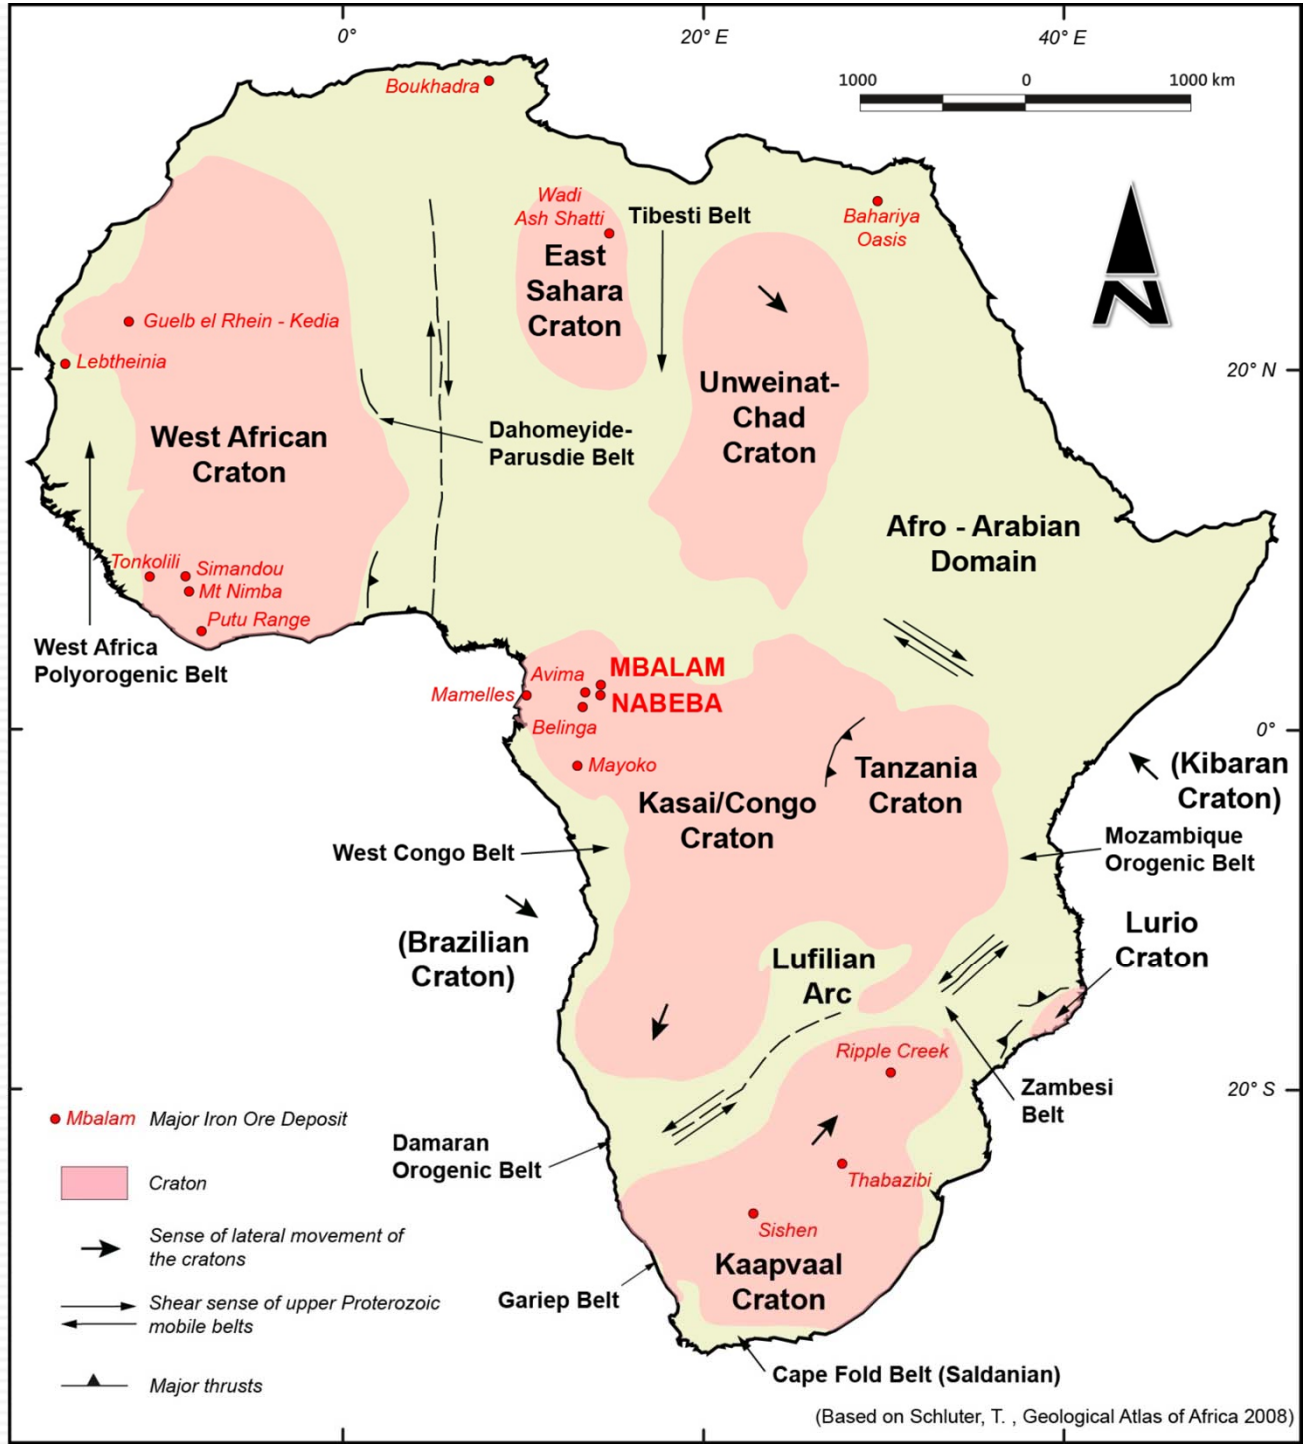 0°
20° E
40° E
Boukhadra
1000
0
1000 km
Wadi
Ash Shatti
Tibesti Belt
Bahariya
Oasis
East
Sahara
Craton
N
Guelb el Rhein - Kedia
Lebtheinia
20° N
Unweinat-
Chad
Craton
West African
Craton
Dahomeyide-
Parusdie Belt
Afro - Arabian
Domain
Tonkolili
Simandou
Mt Nimba
Putu Range
West Africa
Polyorogenic Belt
Avima
MBALAM
Mamelles
NABEBA
Belinga
0°
Mayoko
Tanzania
Craton
(Kibaran
Craton)
Kasai/Congo
Craton
West Congo Belt
Mozambique
Orogenic Belt
(Brazilian
Craton)
Lurio
Craton
Lufilian
Arc
Ripple Creek
Zambesi
Belt
20° S
Mbalam
Major Iron Ore Deposit
Damaran
Orogenic Belt
Thabazibi
Craton
Sishen
Sense of lateral movement of
the cratons
Kaapvaal
Craton
Gariep Belt
Shear sense of upper Proterozoic
mobile belts
Cape Fold Belt (Saldanian)
Major thrusts
(Based on Schluter, T. , Geological Atlas of Africa 2008)